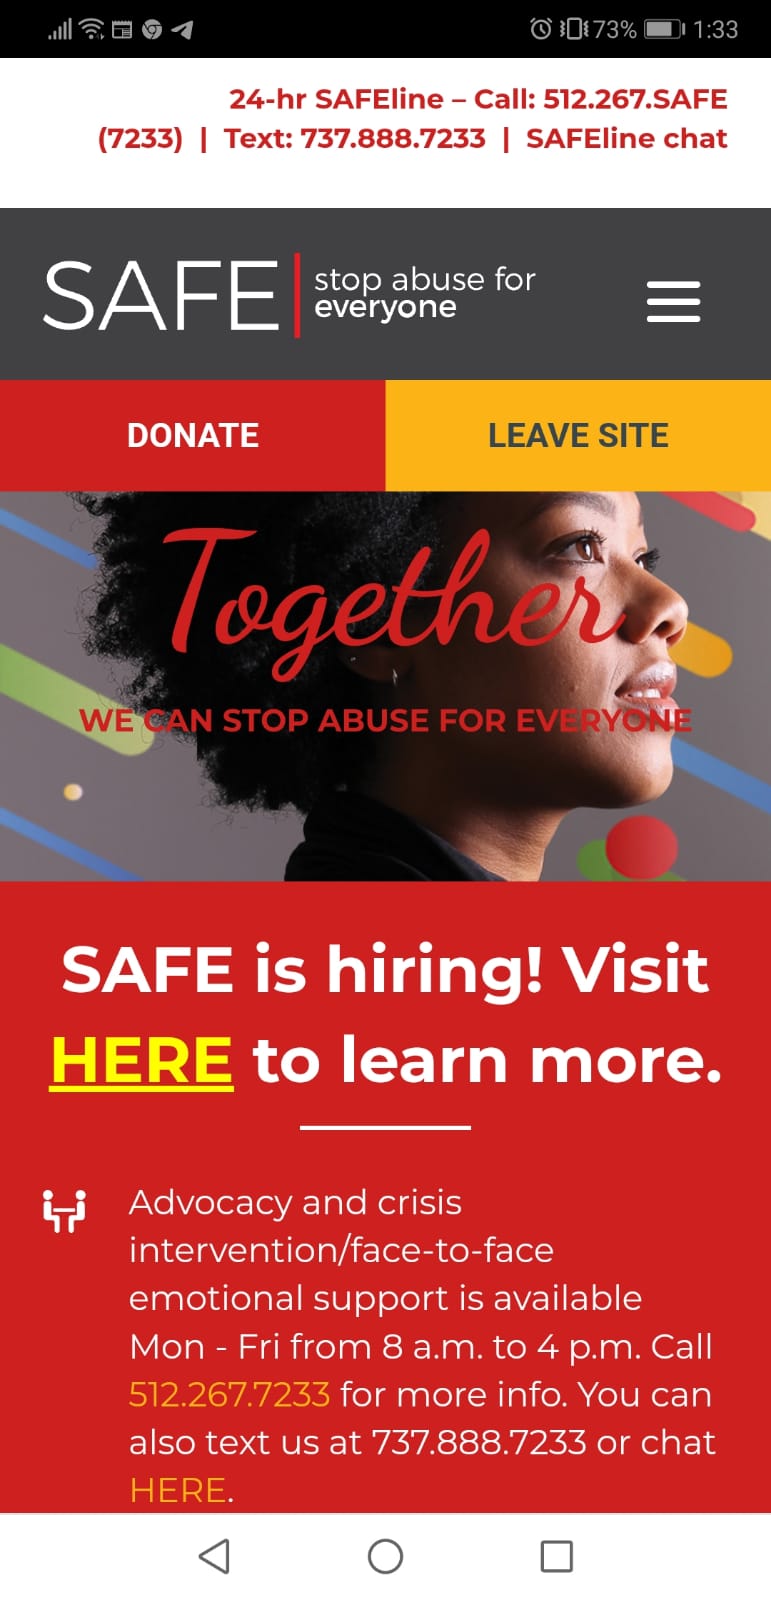 73% 1:33
24-hr SAFEline – Call: 512.267.SAFE
(7233) | Text: 737.888.7233 | SAFEline chat
SAFE | stop abuse for
everyone
DONATE LEAVE SITE
Together
WE CAN STOP ABUSE FOR EVERYONE
SAFE is hiring! Visit
HERE to learn more.
Advocacy and crisis
intervention/face-to-face
emotional support is available
Mon - Fri from 8 a.m. to 4 p.m. Call
512.267.7233 for more info. You can
also text us at 737.888.7233 or chat
HERE.